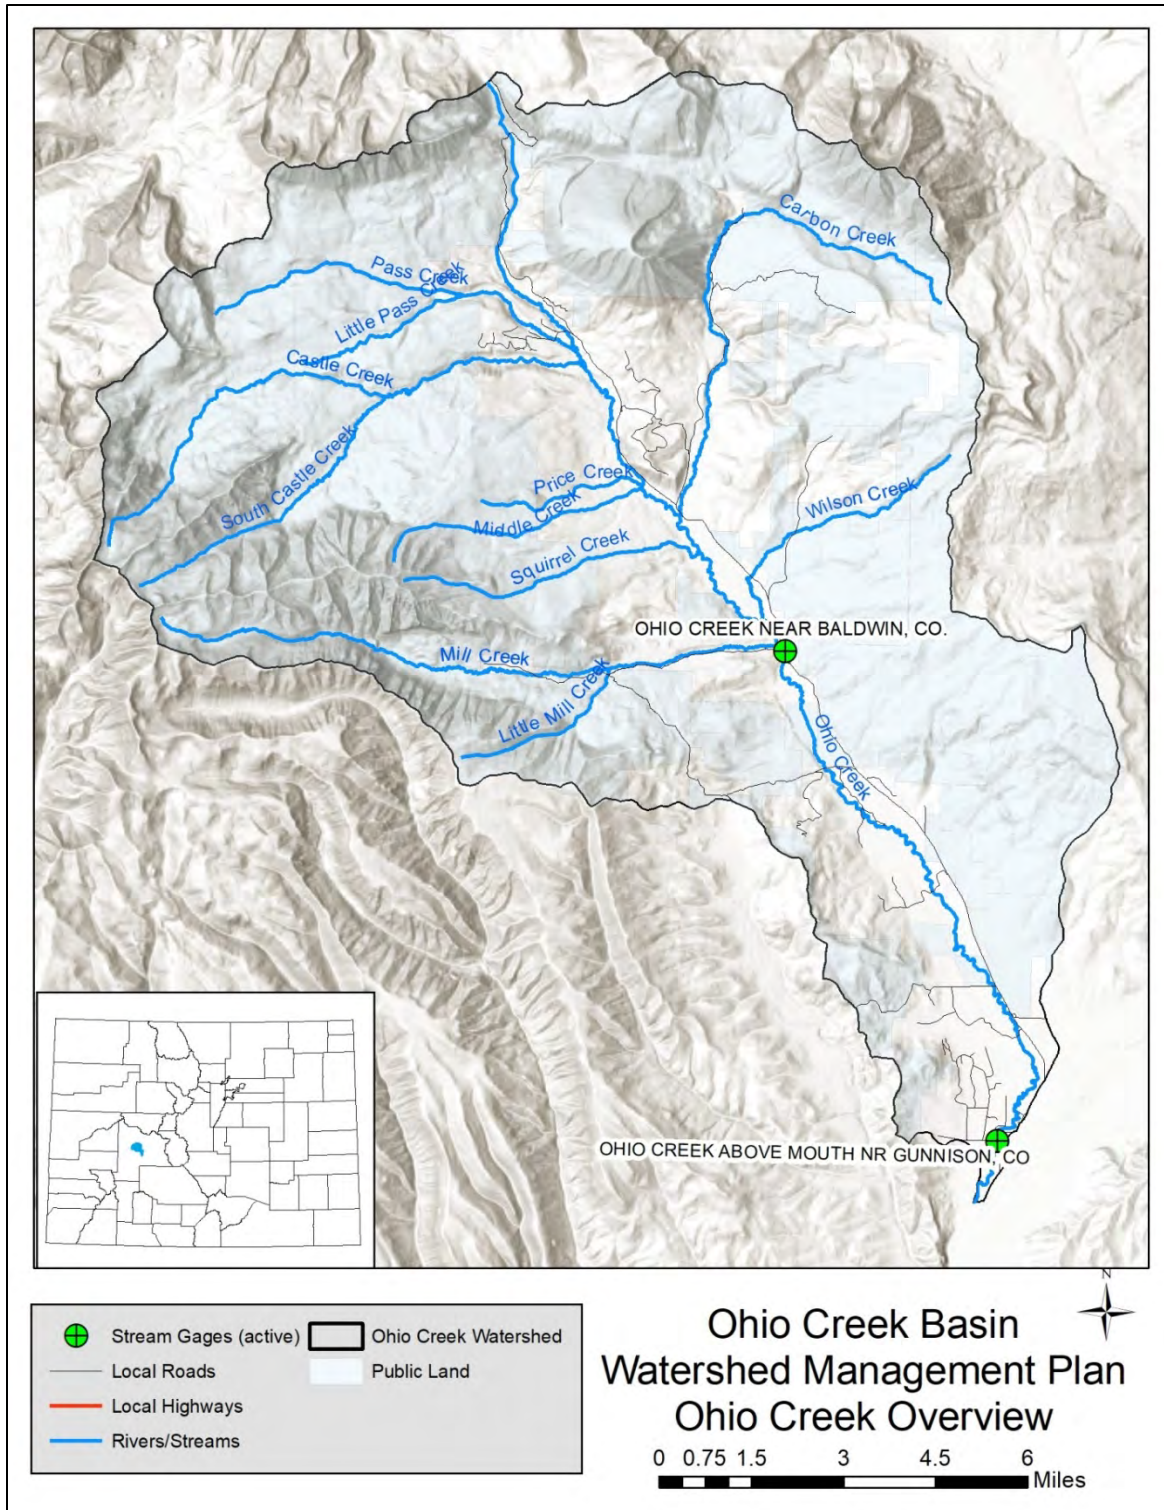 Carbon Creek
Pass Creek
Little Pass Creek
Castle Creek
South Castle Creek
Price Creek
Middle Creek
Wilson Creek
Squirrel Creek
OHIO CREEK NEAR BALDWIN, CO.
Mill Creek
Little Mill Creek
Ohio Creek
OHIO CREEK ABOVE MOUTH NR GUNNISON, CO
N
Stream Gages (active)
Ohio Creek Watershed
Local Roads
Public Land
Local Highways
Rivers/Streams
Ohio Creek Basin
Watershed Management Plan
Ohio Creek Overview
0 0.75 1.5 3 4.5 6
Miles